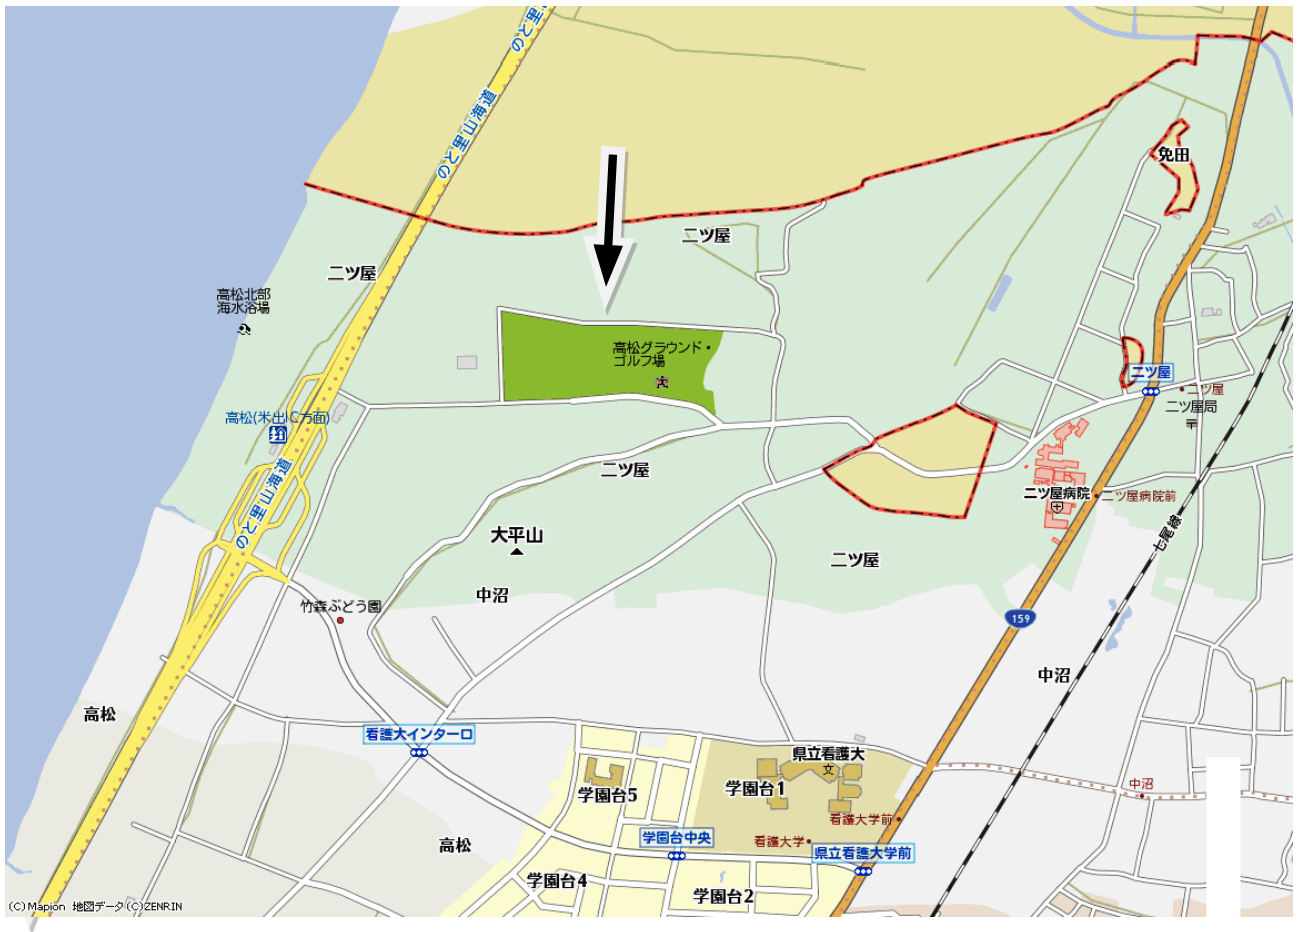 のと里山海道
のと里山海道
免田
二ツ屋
二ツ屋
高松北部
海水浴場
高松グラウンド・
ゴルフ場
二ツ屋
二ツ屋
二ツ屋局
高松(米出IC方面)
のと里山海道
二ツ屋
二ツ屋病院
二ツ屋病院前
大平山
七尾線
二ツ屋
中沼
竹森ぶどう園
159
中沼
高松
看護大インター口
県立看護大
文
中沼
学園台5
学園台1
看護大学前
学園台中央
看護大学
高松
県立看護大学前
学園台4
学園台2
(C)Mapion 地図データ(C)ZENRIN